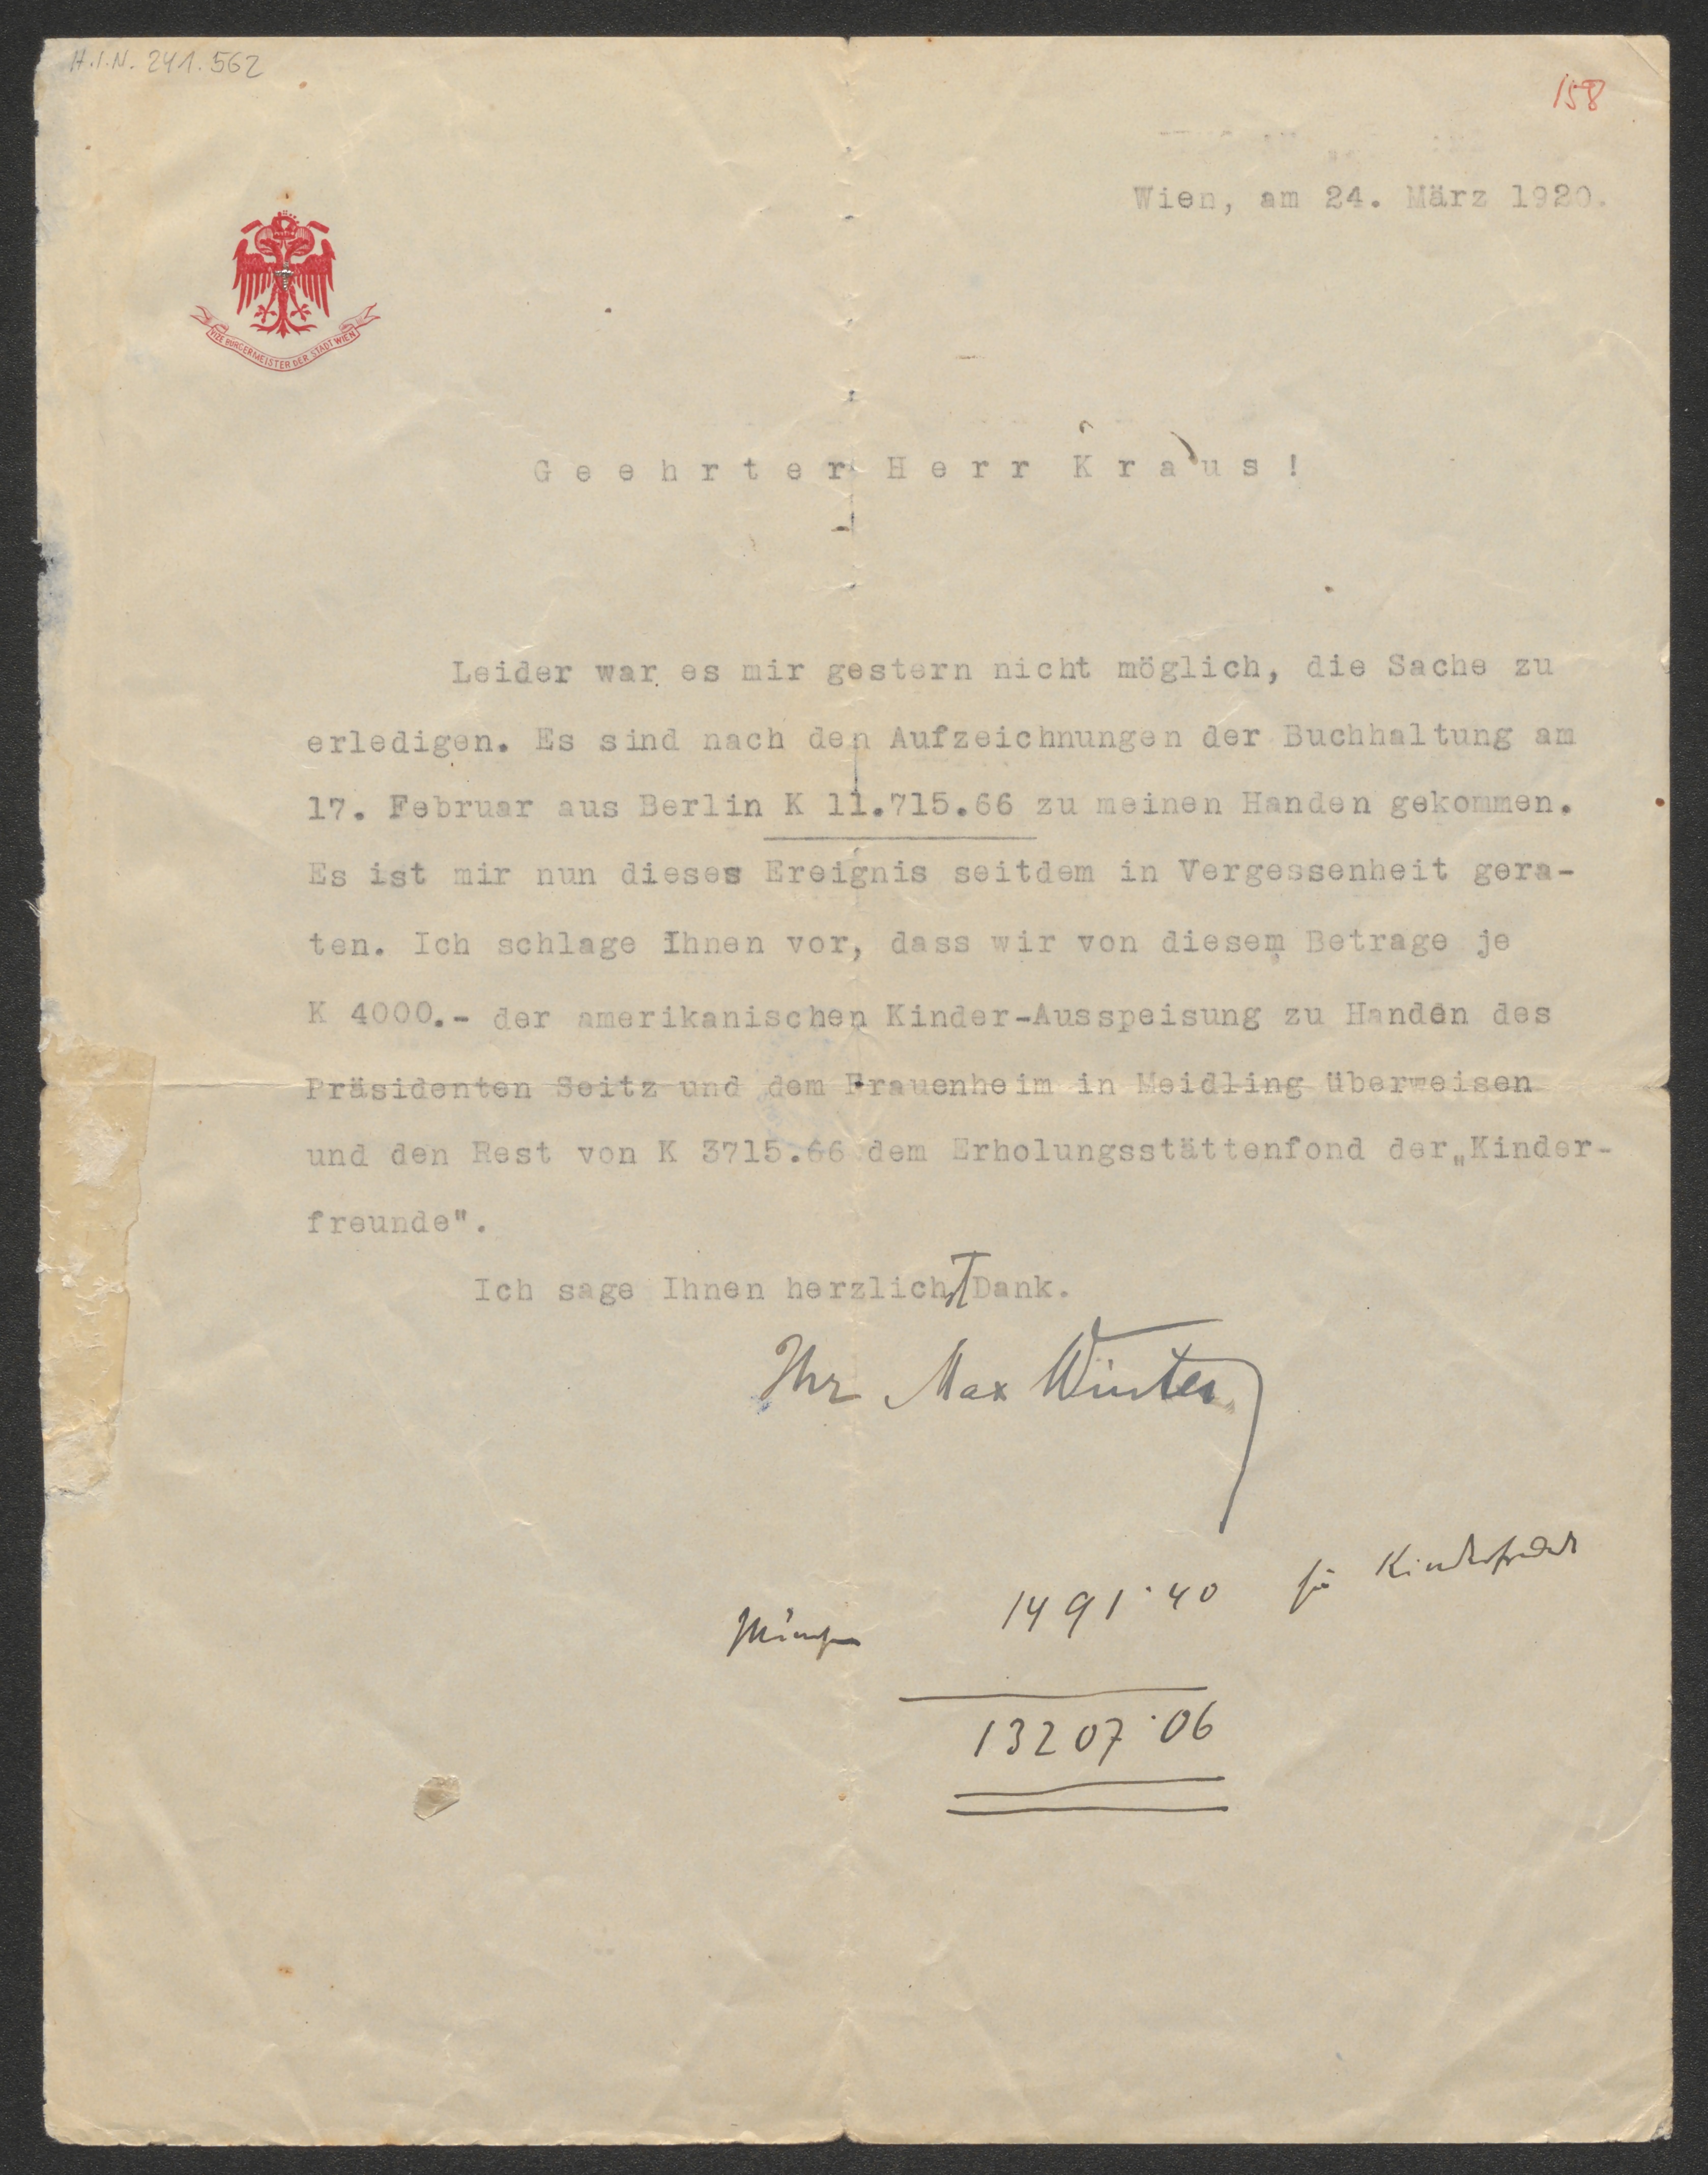 H.I.N. 241.562
158
Wien, am 24. März 1920.
VIZE BÜRGERMEISTER DER STADT WIEN
Geehrter Herr Kraus!
Leider war es mir gestern nicht möglich, die Sache zu
erledigen. Es sind nach den Aufzeichnungen der Buchhaltung am
17. Februar aus Berlin K 11.715.66 zu meinen Handen gekommen.
Es ist mir nun dieses Ereignis seitdem in Vergessenheit gera-
ten. Ich schlage Ihnen vor, dass wir von diesem Betrage je
K 4000.- der amerikanischen Kinder-Ausspeisung zu Handen des
Präsidenten Seitz und dem Frauenheim in Meidling überweisen
und den Rest von K 3715.66 dem Erholungsstättenfond der „Kinder-
freunde".
Ich sage Ihnen herzlichst Dank.
Ihr Max Winter
München 1491·40 für Kinderfreunde
13207·06